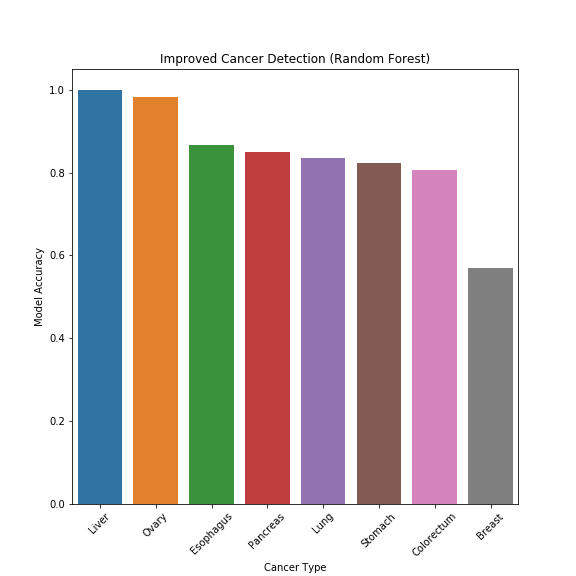 Improved Cancer Detection (Random Forest)
1.0
0.8
0.6
0.4
0.2
0.0
Model Accuracy
Liver
Ovary
Esophagus
Pancreas
Lung
Stomach
Colorectum
Breast
Cancer Type